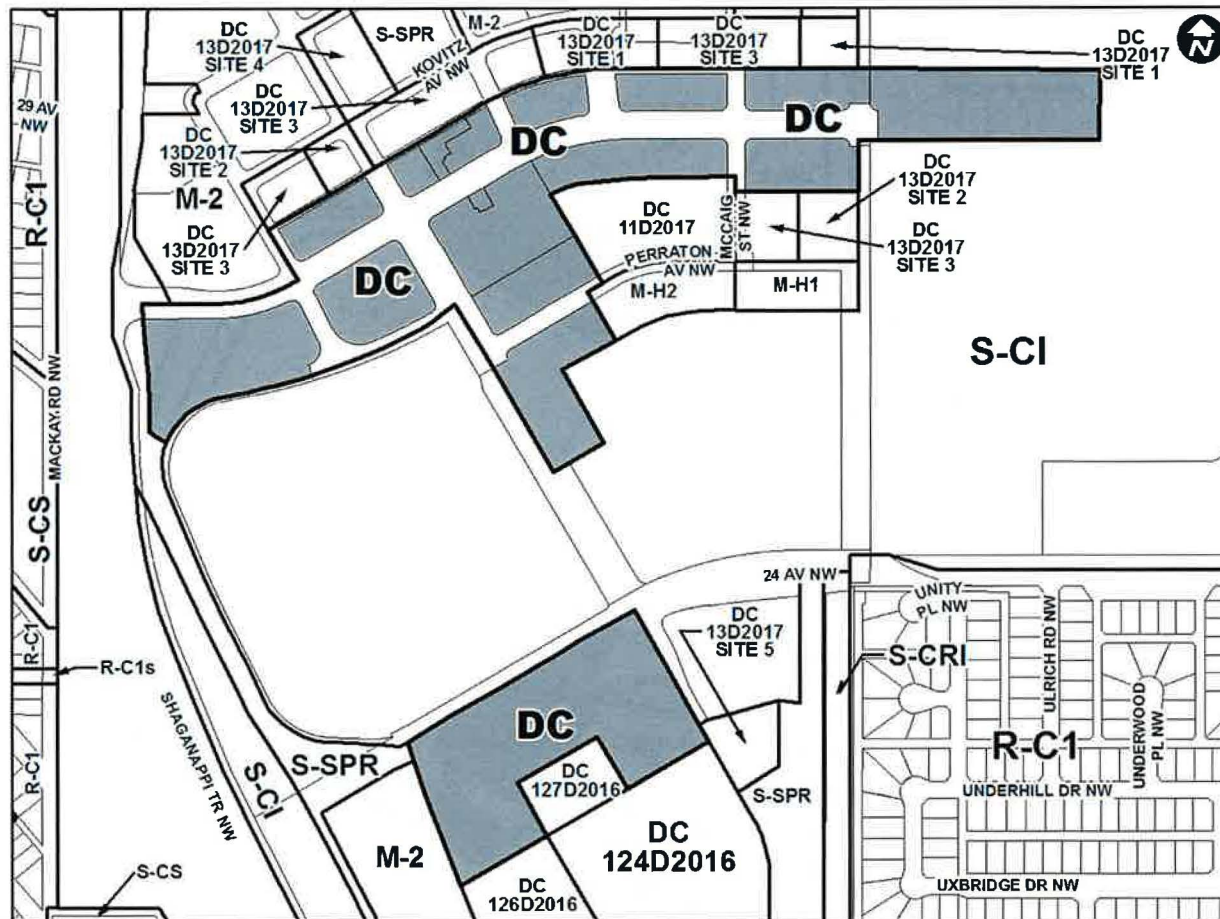 DC
13D2017
SITE 4
S-SPR
M-2
DC
13D2017
SITE 1
DC
13D2017
SITE 3
DC
13D2017
SITE 1
N
KOVITZ
AV NW
29 AV
NW
DC
13D2017
SITE 3
DC
13D2017
SITE 2
M-2
R-C1
DC
13D2017
SITE 3
DC
DC
DC
DC
13D2017
SITE 2
DC
11D2017
MCCAIG
ST NW
DC
13D2017
SITE 3
PERRATON
AV NW
M-H2
M-H1
S-CI
MACKAY RD NW
S-CS
24 AV NW
UNITY
PL NW
ULRICH RD NW
DC
13D2017
SITE 5
S-CRI
R-C1
R-C1s
UNDERWOOD
PL NW
SHAGANAPPI TR NW
DC
R-C1
S-CI
S-SPR
DC
127D2016
S-SPR
R-C1
UNDERHILL DR NW
M-2
DC
124D2016
S-CS
DC
126D2016
UXBRIDGE DR NW